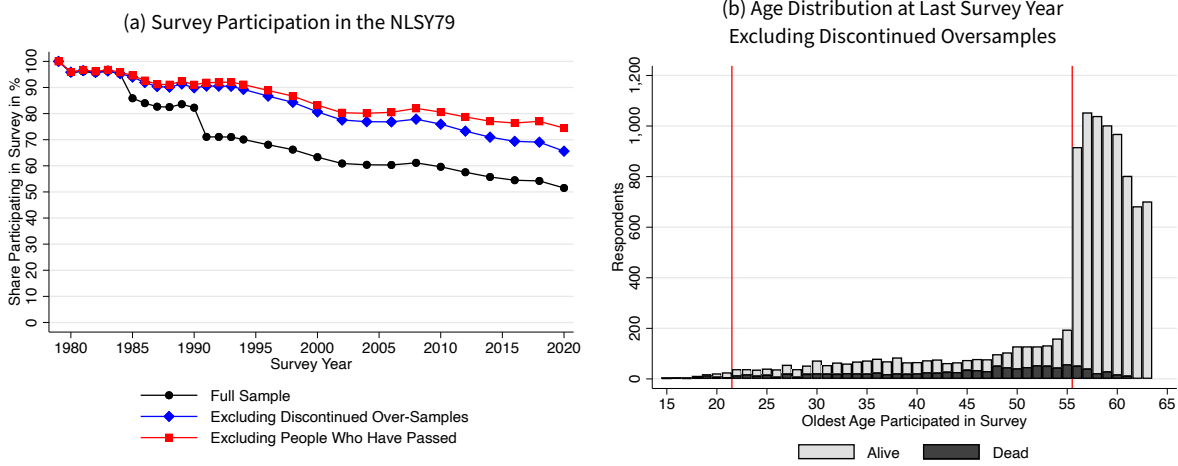 (a) Survey Participation in the NLSY79
Share Participating in Survey in %
100
90
80
70
60
50
40
30
20
10
0
1980 1985 1990 1995 2000 2005 2010 2015 2020
Survey Year
Full Sample
Excluding Discontinued Over-Samples
Excluding People Who Have Passed
(b) Age Distribution at Last Survey Year
Excluding Discontinued Oversamples
Respondents
1,200
1,000
800
600
400
200
0
15 20 25 30 35 40 45 50 55 60 65
Oldest Age Participated in Survey
Alive Dead